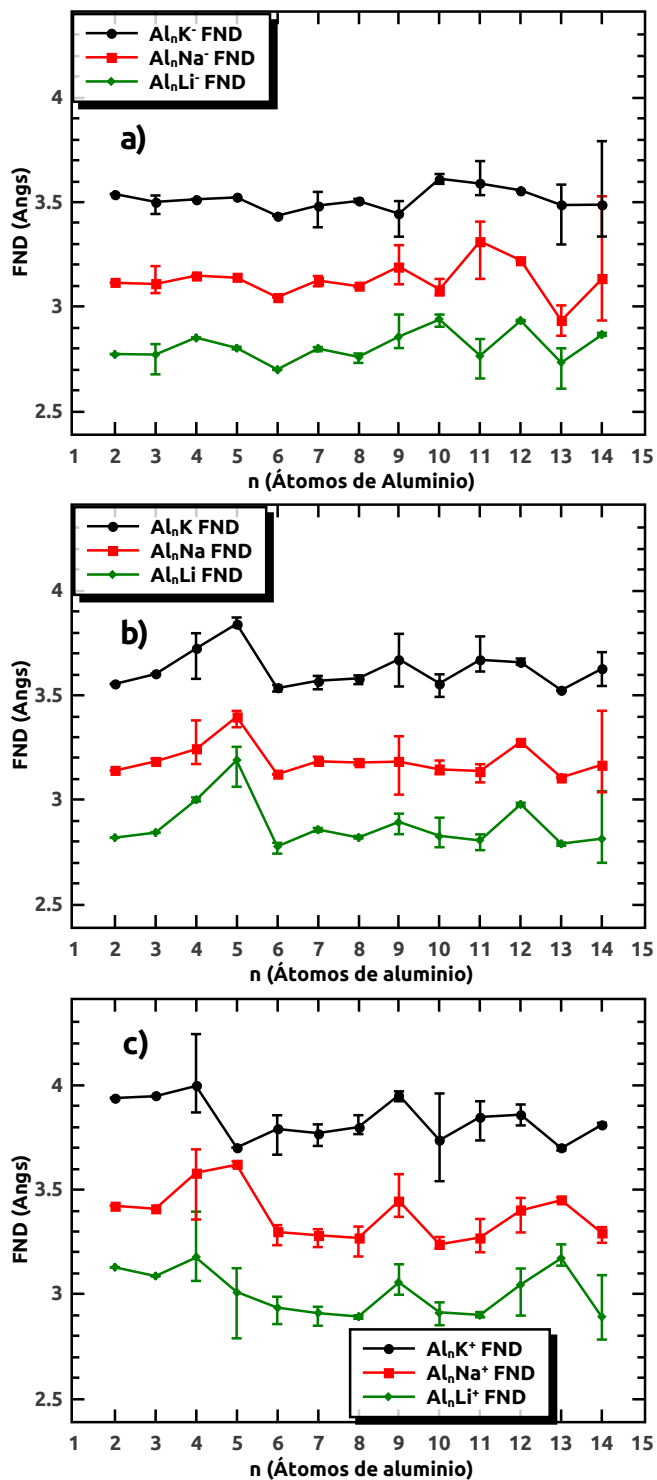 AlnK- FND
AlnNa- FND
AlnLi- FND
a)
4
3.5
3
2.5
FND (Angs)
1 2 3 4 5 6 7 8 9 10 11 12 13 14 15
n (Átomos de Aluminio)
AlnK FND
AlnNa FND
AlnLi FND
b)
4
3.5
3
2.5
FND (Angs)
1 2 3 4 5 6 7 8 9 10 11 12 13 14 15
n (Átomos de aluminio)
c)
4
3.5
3
2.5
FND (Angs)
AlnK+ FND
AlnNa+ FND
AlnLi+ FND
1 2 3 4 5 6 7 8 9 10 11 12 13 14 15
n (Átomos de aluminio)